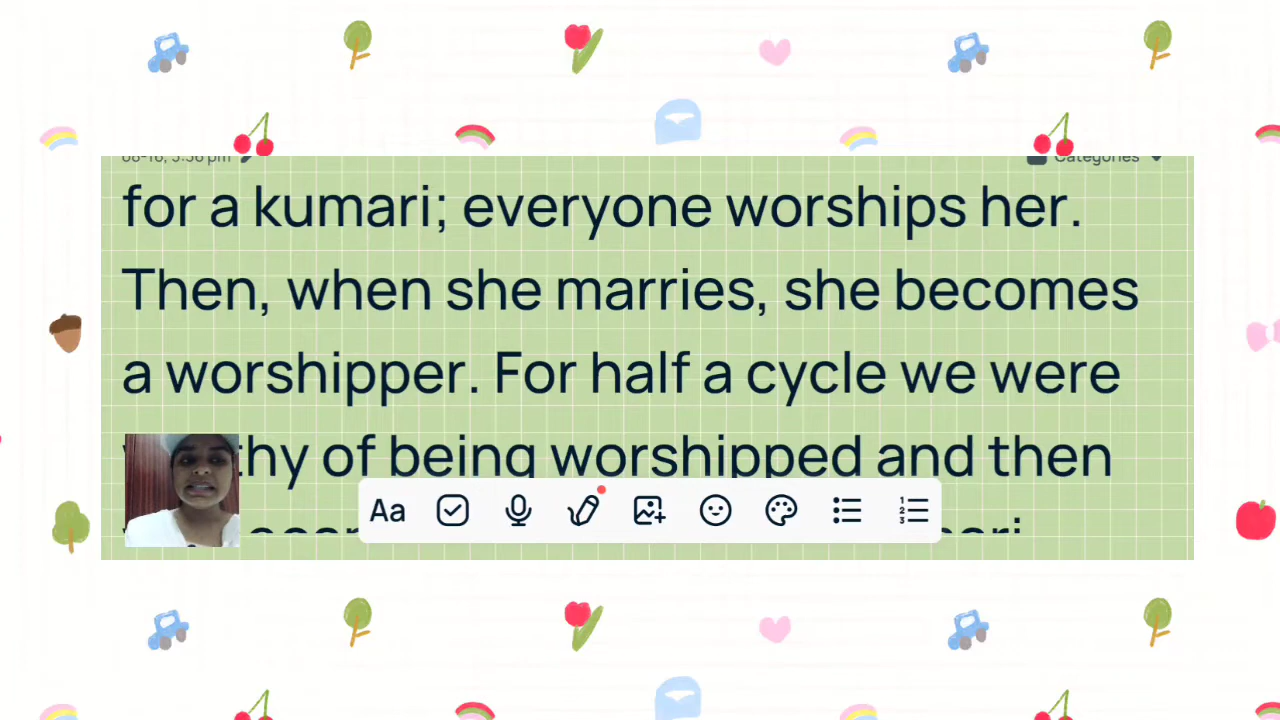 Categories
for a kumari; everyone worships her.
Then, when she marries, she becomes
a worshipper. For half a cycle we were
of being worshipped and then
Aa